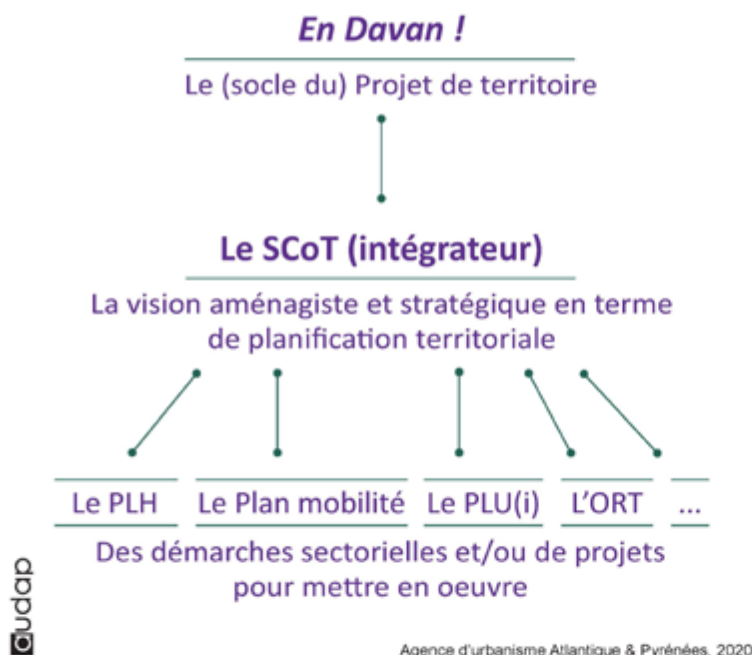 En Davan !
Le (socle du) Projet de territoire
Le SCoT (intégrateur)
La vision aménagiste et stratégique en terme
de planification territoriale
Le PLH
Le Plan mobilité
Le PLU(i)
L'ORT
...
Des démarches sectorielles et/ou de projets
pour mettre en oeuvre
audap
Agence d'urbanisme Atlantique & Pyrénées, 2020